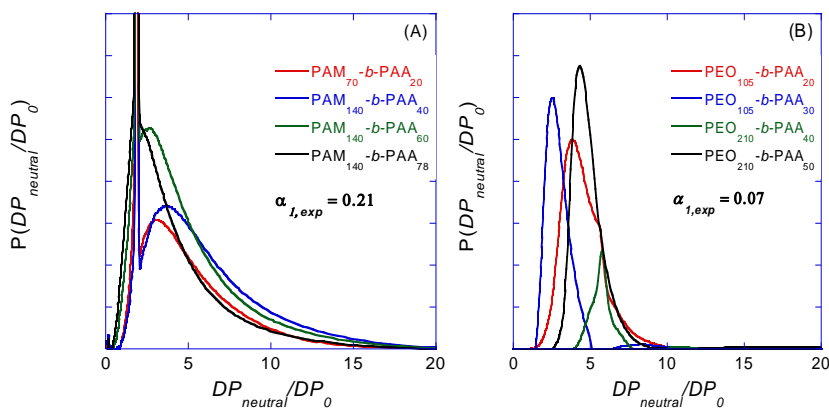 (A)
PAM70-b-PAA20
PAM140-b-PAA40
PAM140-b-PAA60
PAM140-b-PAA78
α1,exp = 0.21
P(DPneutral/DP0)
0 5 10 15 20
DPneutral/DP0
(B)
PEO105-b-PAA20
PEO105-b-PAA30
PEO210-b-PAA40
PEO210-b-PAA50
α1,exp = 0.07
P(DPneutral/DP0)
0 5 10 15 20
DPneutral/DP0